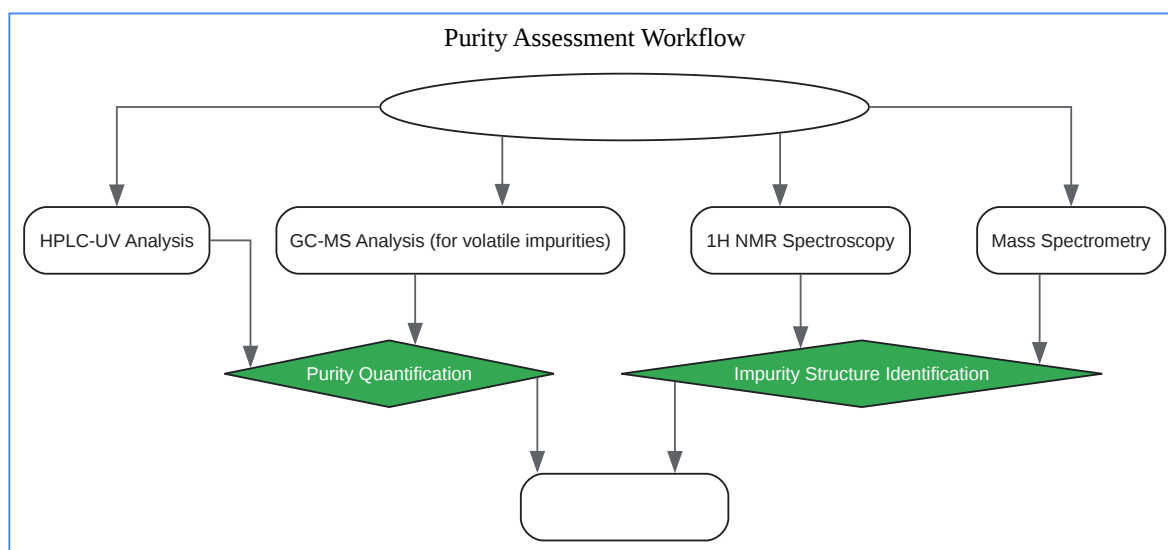 Purity Assessment Workflow
HPLC-UV Analysis
GC-MS Analysis (for volatile impurities)
1H NMR Spectroscopy
Mass Spectrometry
Purity Quantification
Impurity Structure Identification